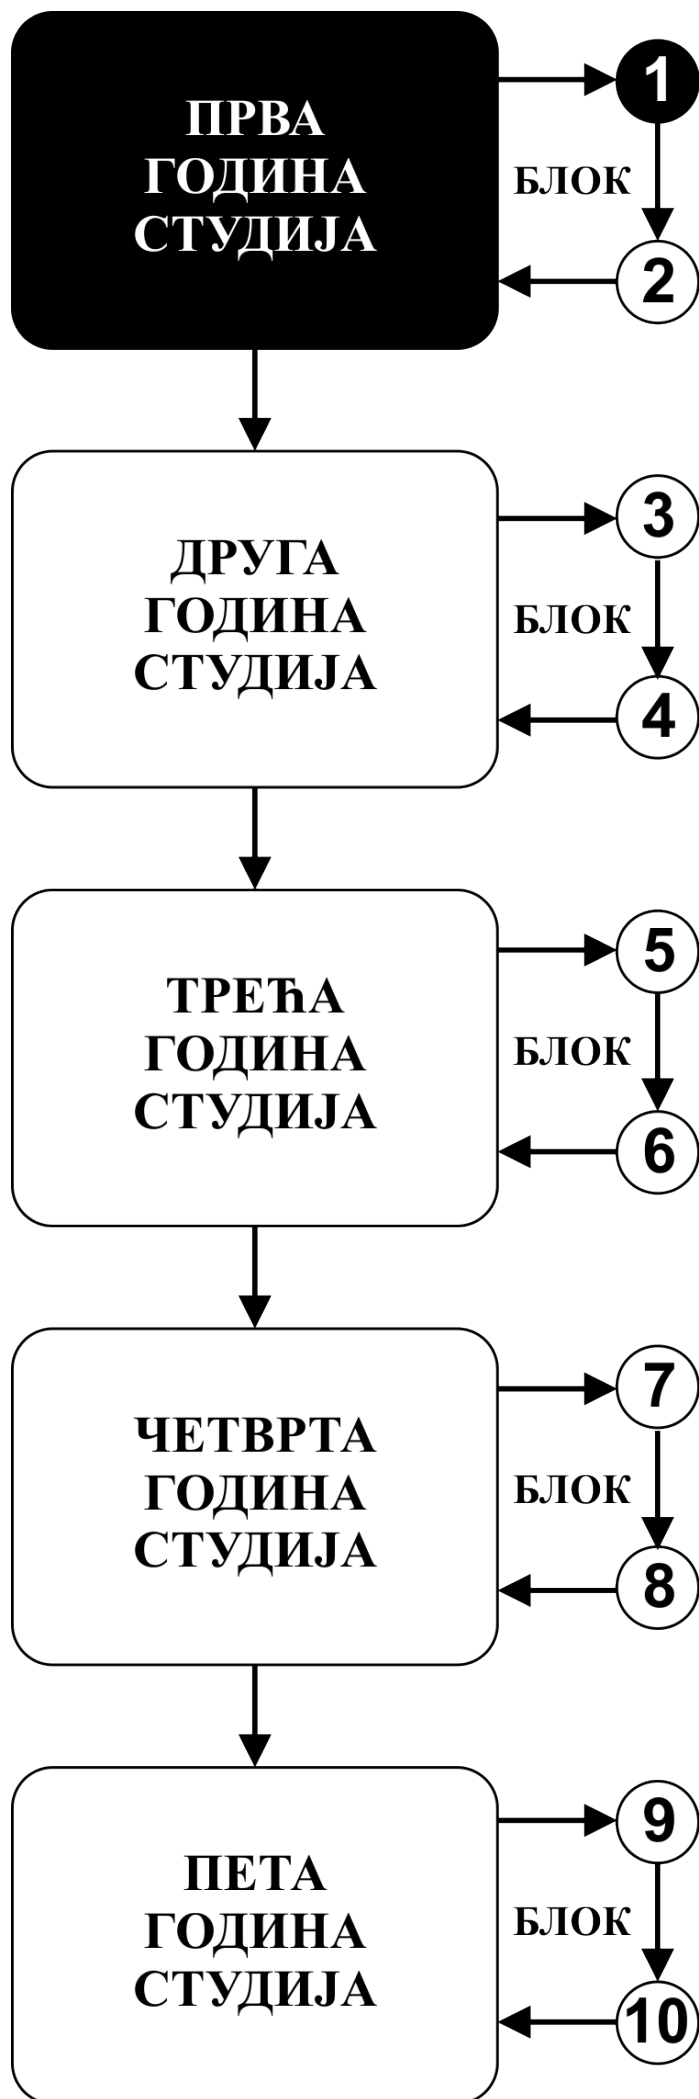 ПРВА
ГОДИНА
СТУДИЈА
1
БЛОК
2
ДРУГА
ГОДИНА
СТУДИЈА
3
БЛОК
4
ТРЕЋА
ГОДИНА
СТУДИЈА
5
БЛОК
6
ЧЕТВРТА
ГОДИНА
СТУДИЈА
7
БЛОК
8
ПЕТА
ГОДИНА
СТУДИЈА
9
БЛОК
10